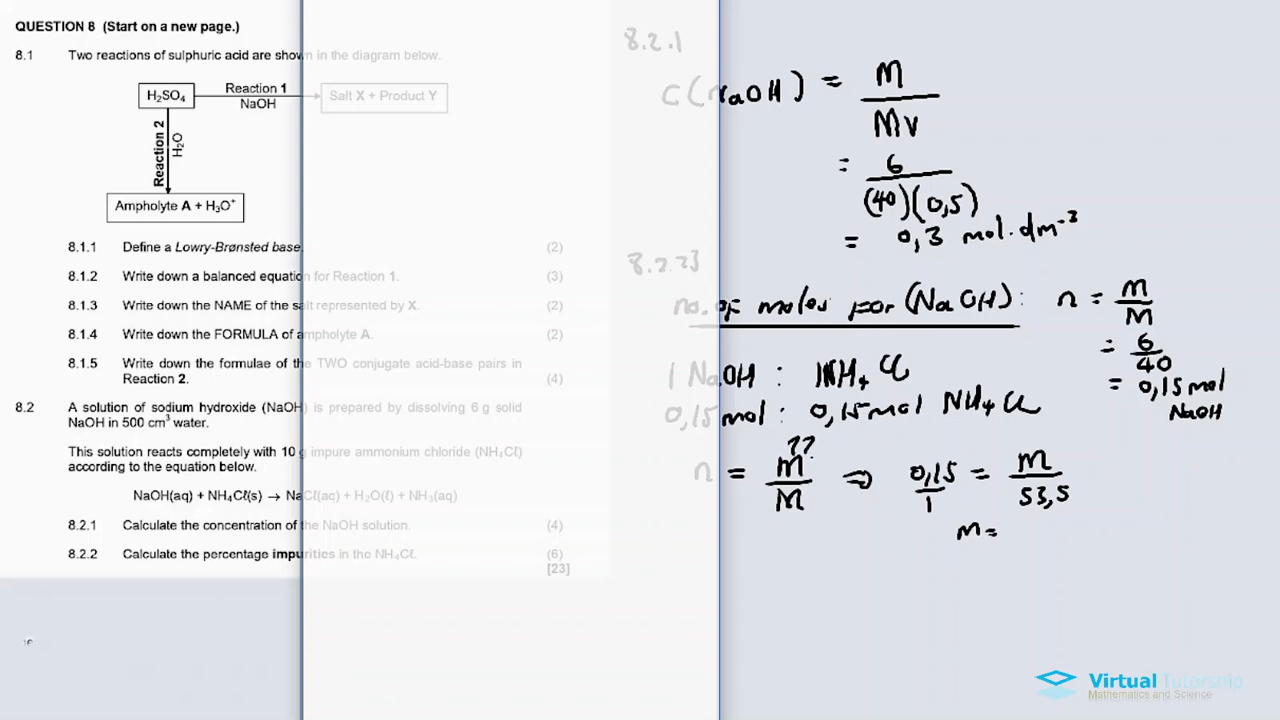 QUESTION 8 (Start on a new page.)
8.1 Two reactions of sulphuric acid are shown in the diagram below.
H₂SO₄
Reaction 1
NaOH
Salt X + Product Y
Reaction 2
H₂O
Ampholyte A + H₃O⁺
8.1.1 Define a Lowry-Brønsted base. (2)
8.1.2 Write down a balanced equation for Reaction 1. (3)
8.1.3 Write down the NAME of the salt represented by X. (2)
8.1.4 Write down the FORMULA of ampholyte A. (2)
8.1.5 Write down the formulae of the TWO conjugate acid-base pairs in
Reaction 2. (4)
8.2 A solution of sodium hydroxide (NaOH) is prepared by dissolving 6 g solid
NaOH in 500 cm³ water.
This solution reacts completely with 10 g impure ammonium chloride (NH₄Cℓ)
according to the equation below.
NaOH(aq) + NH₄Cℓ(s) → NaCℓ(aq) + H₂O(ℓ) + NH₃(aq)
8.2.1 Calculate the concentration of the NaOH solution. (4)
8.2.2 Calculate the percentage impurities in the NH₄Cℓ. (6)
[23]
8.2.1
C(NaOH) = m
MV
= 6
(40)(0,5)
= 0,3 mol.dm⁻³
no. of moles for (NaOH): n = m
M
= 6
40
= 0,15 mol
NaOH
1 NaOH : 1NH₄Cl
0,15mol : 0,15mol NH₄Cl
??
n = m
M
⇒ 0,15 = m
1 53,5
m =
Virtual Tutorship
Mathematics and Science